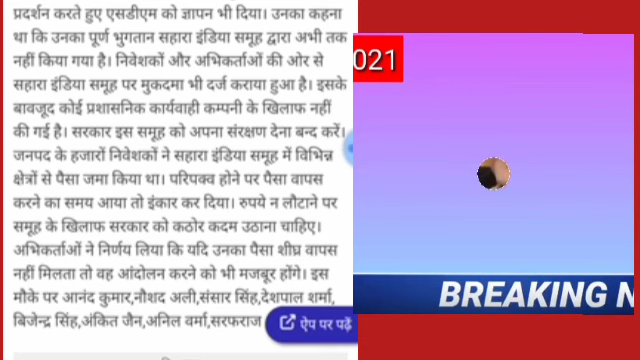 प्रदर्शन करते हुए एसडीएम को ज्ञापन भी दिया। उनका कहना
था कि उनका पूर्ण भुगतान सहारा इंडिया समूह द्वारा अभी तक
नहीं किया गया है। निवेशकों और अभिकर्ताओं की ओर से
सहारा इंडिया समूह पर मुकदमा भी दर्ज कराया हुआ है। इसके
बावजूद कोई प्रशासनिक कार्यवाही कम्पनी के खिलाफ नहीं
की गई है। सरकार इस समूह को अपना संरक्षण देना बन्द करें।
जनपद के हजारों निवेशकों ने सहारा इंडिया समूह में विभिन्न
क्षेत्रों से पैसा जमा किया था। परिपक्व होने पर पैसा वापस
करने का समय आया तो इंकार कर दिया। रुपये न लौटाने पर
समूह के खिलाफ सरकार को कठोर कदम उठाना चाहिए।
अभिकर्ताओं ने निर्णय लिया कि यदि उनका पैसा शीघ्र वापस
नहीं मिलता तो वह आंदोलन करने को भी मजबूर होंगे। इस
मौके पर आनंद कुमार,नौशद अली,संसार सिंह,देशपाल शर्मा,
बिजेन्द्र सिंह,अंकित जैन,अनिल वर्मा,सरफराज
ऐप पर पढ़ें
021
BREAKING N